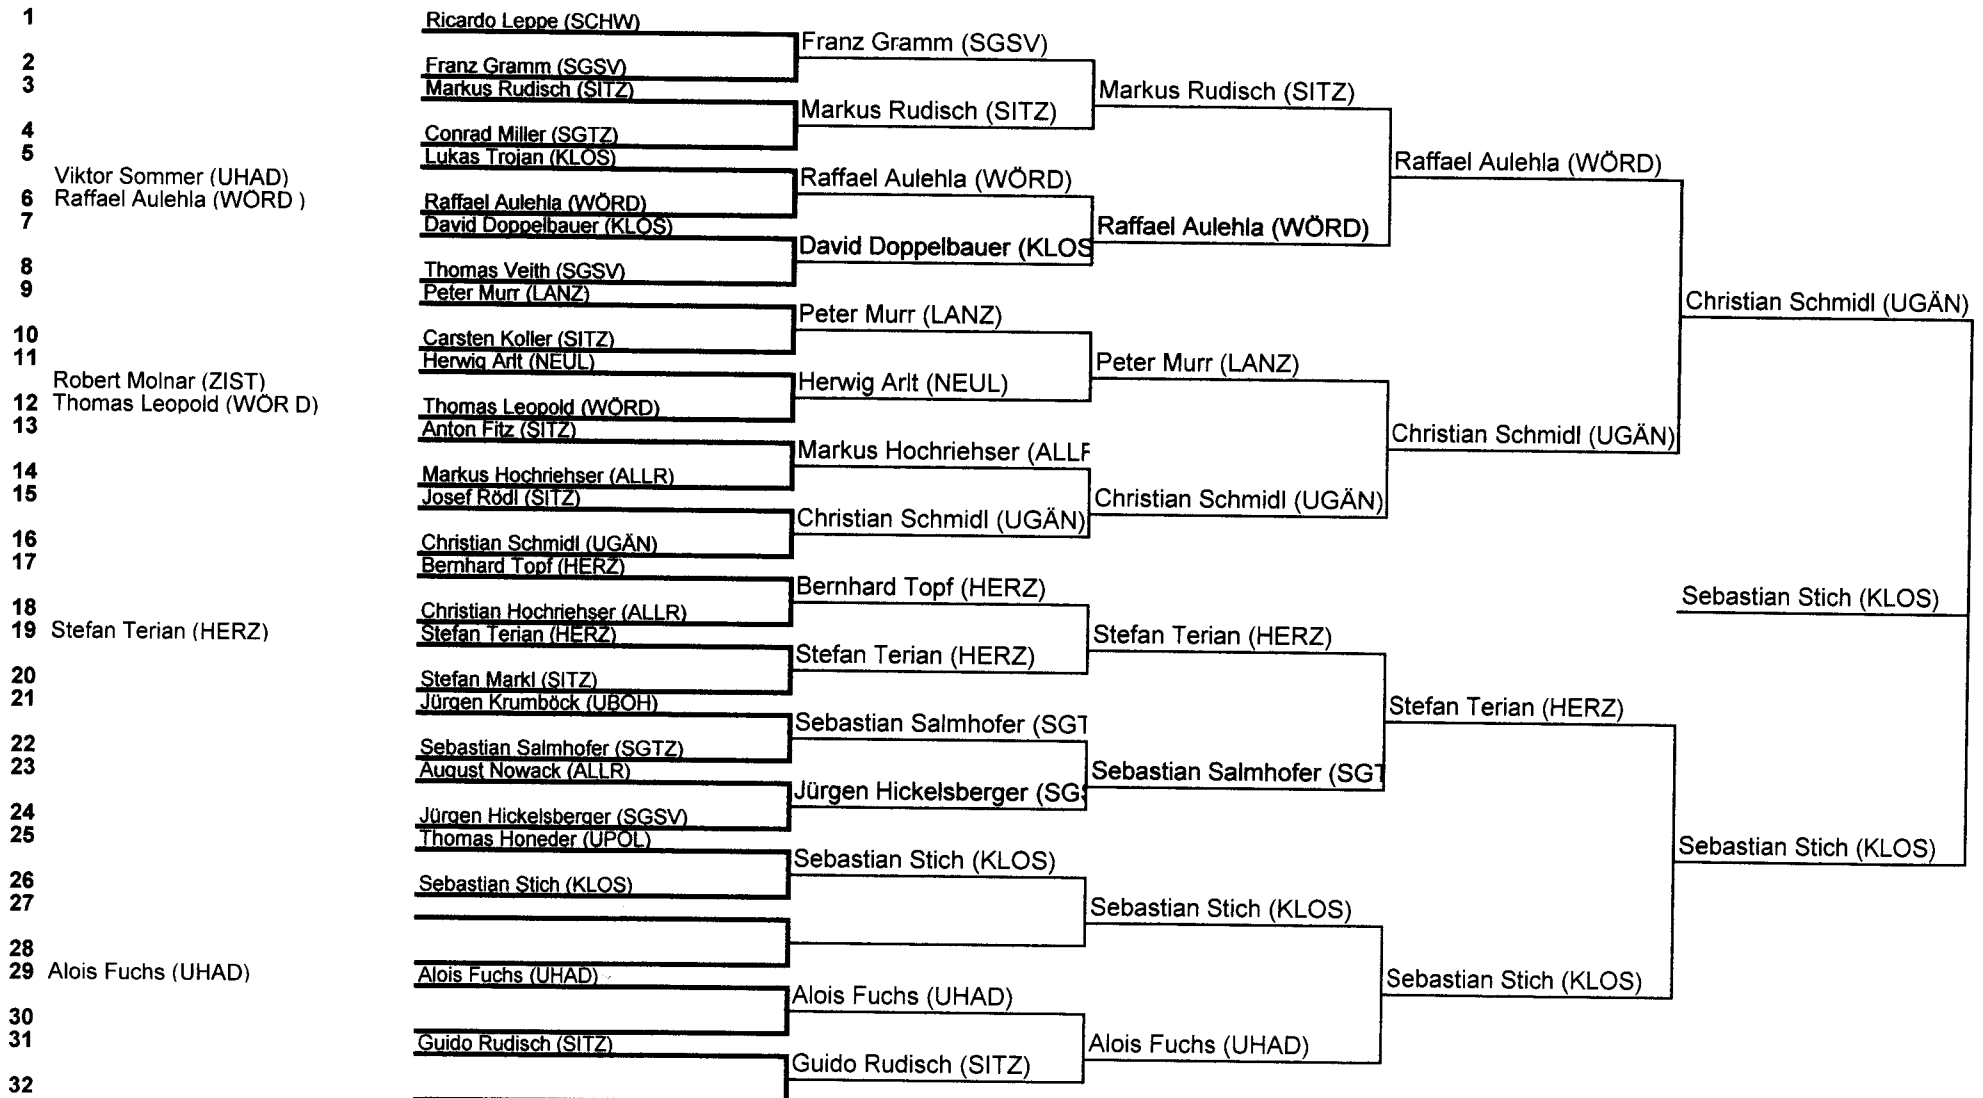 1 Ricardo Leppe (SCHW)
Franz Gramm (SGSV)
2 Franz Gramm (SGSV)
3 Markus Rudisch (SITZ)
Markus Rudisch (SITZ)
Markus Rudisch (SITZ)
4 Conrad Miller (SGTZ)
5 Lukas Trojan (KLOS)
Raffael Aulehla (WÖRD)
Viktor Sommer (UHAD)
Raffael Aulehla (WÖRD)
6 Raffael Aulehla (WÖRD ) Raffael Aulehla (WÖRD)
7 David Doppelbauer (KLOS)
Raffael Aulehla (WÖRD)
David Doppelbauer (KLOS
8 Thomas Veith (SGSV)
9 Peter Murr (LANZ)
Christian Schmidl (UGÄN)
Peter Murr (LANZ)
10 Carsten Koller (SITZ)
11 Herwig Arlt (NEUL)
Peter Murr (LANZ)
Robert Molnar (ZIST)
Herwig Arlt (NEUL)
12 Thomas Leopold (WÖR D) Thomas Leopold (WÖRD)
13 Anton Fitz (SITZ)
Christian Schmidl (UGÄN)
Markus Hochriehser (ALLR
14 Markus Hochriehser (ALLR)
15 Josef Rödl (SITZ)
Christian Schmidl (UGÄN)
Christian Schmidl (UGÄN)
16 Christian Schmidl (UGÄN)
17 Bernhard Topf (HERZ)
Bernhard Topf (HERZ)
Sebastian Stich (KLOS)
18 Christian Hochriehser (ALLR)
19 Stefan Terian (HERZ) Stefan Terian (HERZ)
Stefan Terian (HERZ)
Stefan Terian (HERZ)
20 Stefan Markl (SITZ)
21 Jürgen Krumböck (UBOH)
Stefan Terian (HERZ)
Sebastian Salmhofer (SGT
22 Sebastian Salmhofer (SGTZ)
23 August Nowack (ALLR)
Sebastian Salmhofer (SGT
Jürgen Hickelsberger (SGS
24 Jürgen Hickelsberger (SGSV)
25 Thomas Honeder (UPOL)
Sebastian Stich (KLOS)
Sebastian Stich (KLOS)
26 Sebastian Stich (KLOS)
27
Sebastian Stich (KLOS)
28
29 Alois Fuchs (UHAD) Alois Fuchs (UHAD)
Sebastian Stich (KLOS)
Alois Fuchs (UHAD)
30
31 Guido Rudisch (SITZ)
Alois Fuchs (UHAD)
Guido Rudisch (SITZ)
32